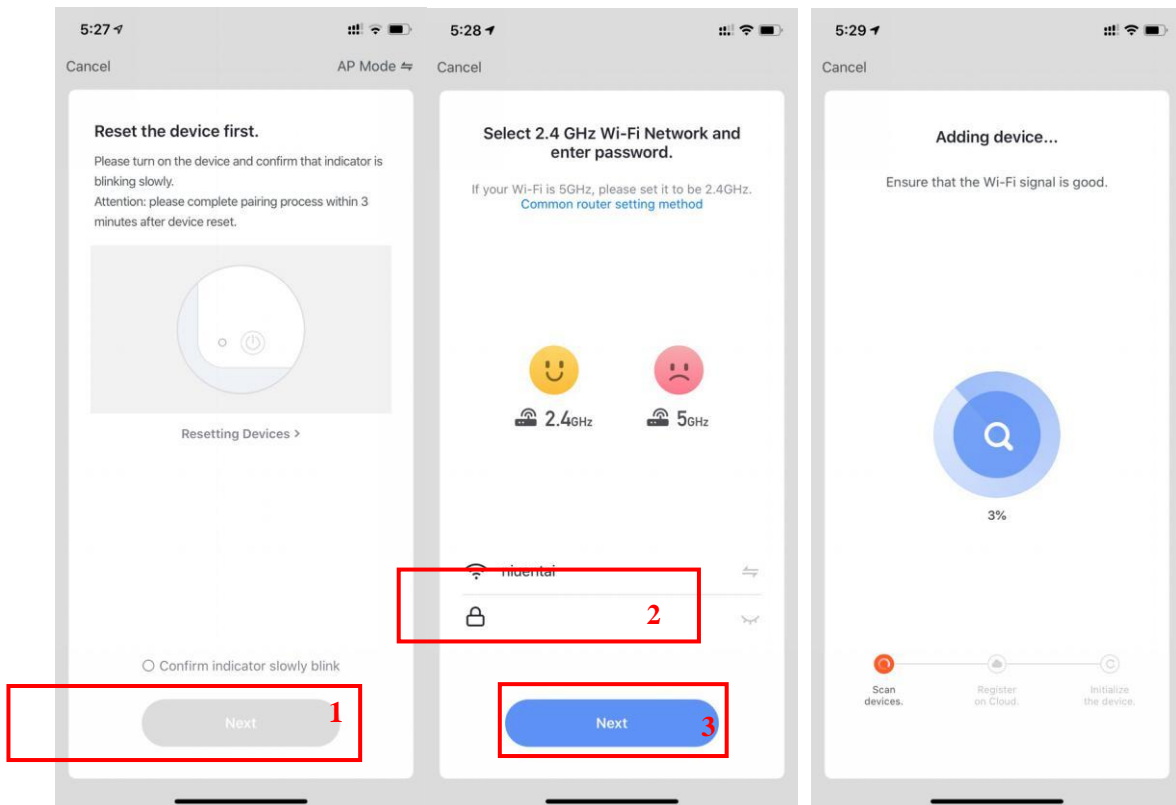 5:27
Cancel
AP Mode
Reset the device first.
Please turn on the device and confirm that indicator is
blinking slowly.
Attention: please complete pairing process within 3
minutes after device reset.
Resetting Devices >
Confirm indicator slowly blink
Next
1
5:28
Cancel
Select 2.4 GHz Wi-Fi Network and
enter password.
If your Wi-Fi is 5GHz, please set it to be 2.4GHz.
Common router setting method
2.4GHz
5GHz
2
Next
3
5:29
Cancel
Adding device...
Ensure that the Wi-Fi signal is good.
3%
Scan
devices.
Register
on Cloud.
Initialize
the device.